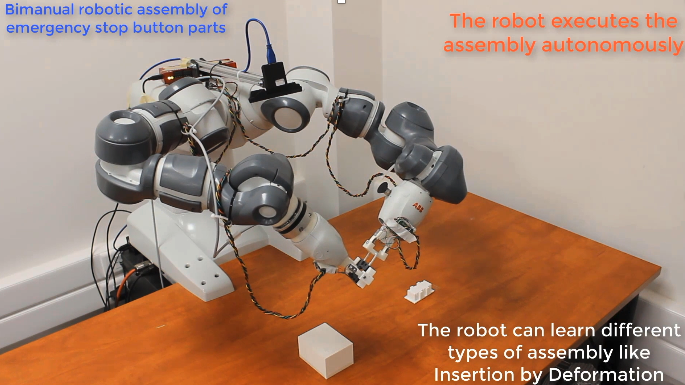 Bimanual robotic assembly of
emergency stop button parts
The robot executes the
assembly autonomously
ABB
The robot can learn different
types of assembly like
Insertion by Deformation